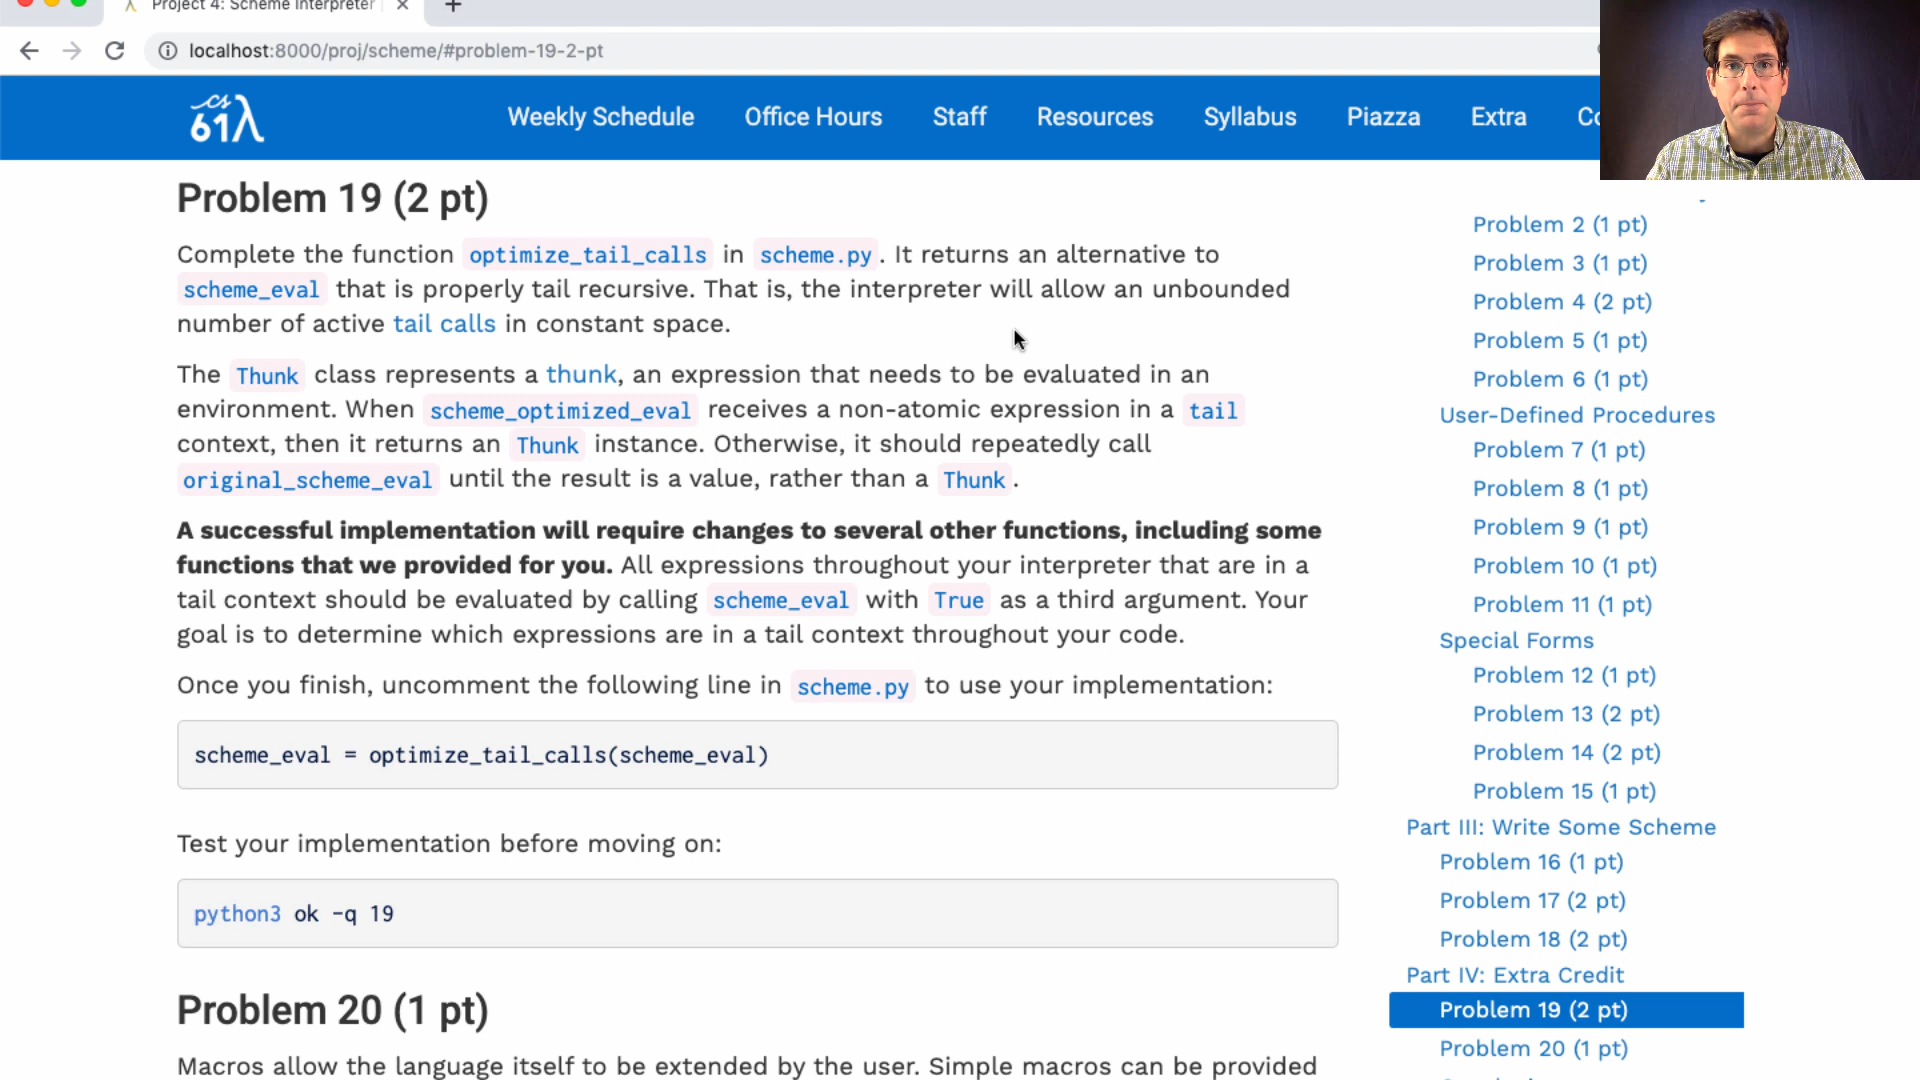 Project 4: Scheme Interpreter
localhost:8000/proj/scheme/#problem-19-2-pt
CS
61λ
Weekly Schedule
Office Hours
Staff
Resources
Syllabus
Piazza
Extra
Problem 19 (2 pt)
Complete the function optimize_tail_calls in scheme.py. It returns an alternative to
scheme_eval that is properly tail recursive. That is, the interpreter will allow an unbounded
number of active tail calls in constant space.
The Thunk class represents a thunk, an expression that needs to be evaluated in an
environment. When scheme_optimized_eval receives a non-atomic expression in a tail
context, then it returns an Thunk instance. Otherwise, it should repeatedly call
original_scheme_eval until the result is a value, rather than a Thunk.
A successful implementation will require changes to several other functions, including some
functions that we provided for you. All expressions throughout your interpreter that are in a
tail context should be evaluated by calling scheme_eval with True as a third argument. Your
goal is to determine which expressions are in a tail context throughout your code.
Once you finish, uncomment the following line in scheme.py to use your implementation:
scheme_eval = optimize_tail_calls(scheme_eval)
Test your implementation before moving on:
python3 ok -q 19
Problem 20 (1 pt)
Macros allow the language itself to be extended by the user. Simple macros can be provided
Problem 2 (1 pt)
Problem 3 (1 pt)
Problem 4 (2 pt)
Problem 5 (1 pt)
Problem 6 (1 pt)
User-Defined Procedures
Problem 7 (1 pt)
Problem 8 (1 pt)
Problem 9 (1 pt)
Problem 10 (1 pt)
Problem 11 (1 pt)
Special Forms
Problem 12 (1 pt)
Problem 13 (2 pt)
Problem 14 (2 pt)
Problem 15 (1 pt)
Part III: Write Some Scheme
Problem 16 (1 pt)
Problem 17 (2 pt)
Problem 18 (2 pt)
Part IV: Extra Credit
Problem 19 (2 pt)
Problem 20 (1 pt)